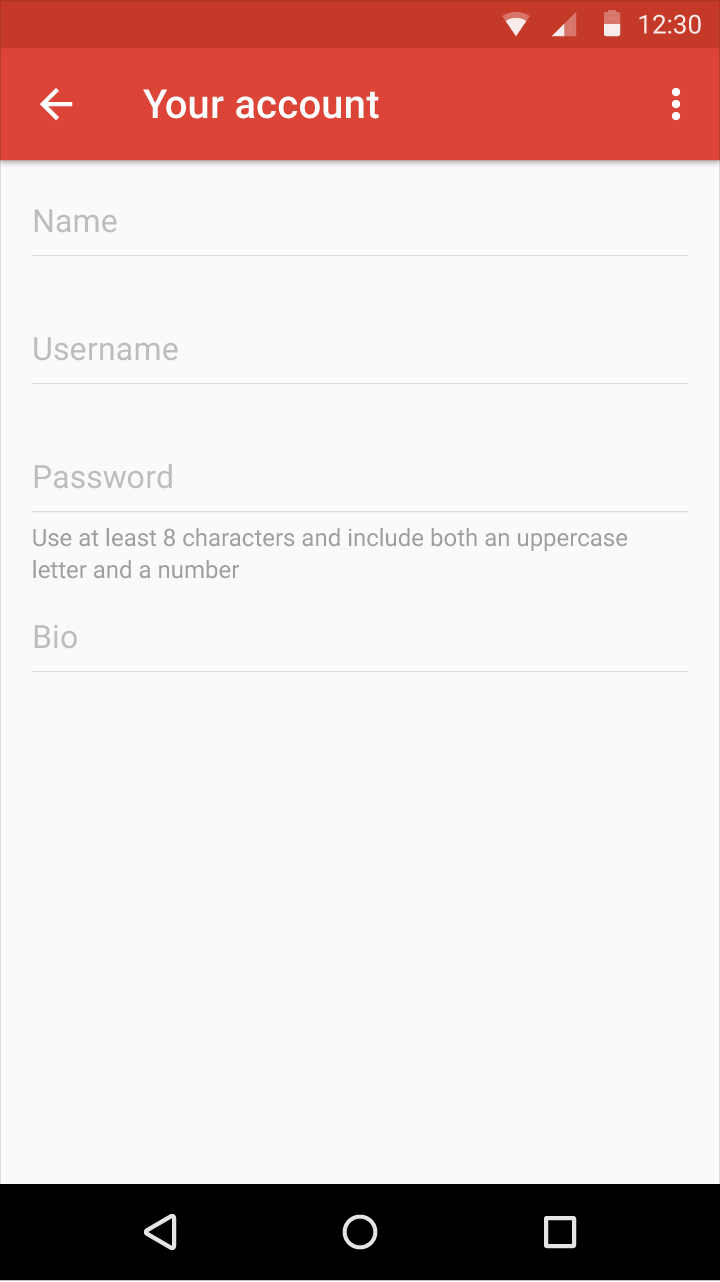 12:30
Your account
Name
Username
Password
Use at least 8 characters and include both an uppercase
letter and a number
Bio